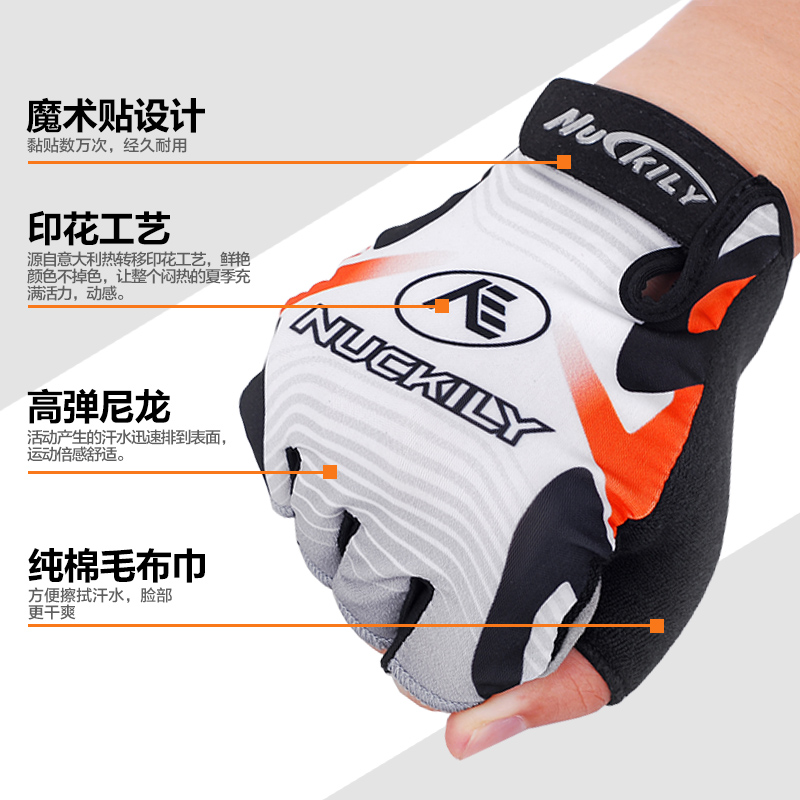 魔术贴设计
黏贴数万次，经久耐用
印花工艺
源自意大利热转移印花工艺，鲜艳
颜色不掉色，让整个闷热的夏季充
满活力，动感。
高弹尼龙
活动产生的汗水迅速排到表面，
运动倍感舒适。
纯棉毛布巾
方便擦拭汗水，脸部
更干爽
NUCKILY
NUCKILY